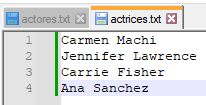 actores.txt actrices.txt
1 Carmen Machi
2 Jennifer Lawrence
3 Carrie Fisher
4 Ana Sanchez